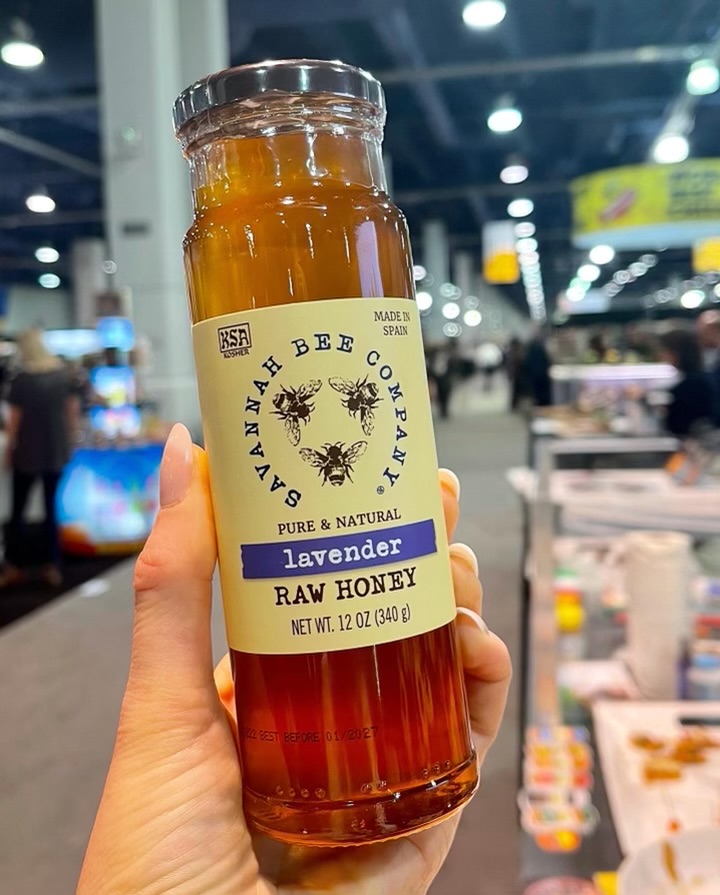 KSA
KOSHER
MADE IN
SPAIN
SAVANNAH BEE COMPANY®
PURE & NATURAL
lavender
RAW HONEY
NET WT. 12 OZ (340 g)
BEST BEFORE 01/2027